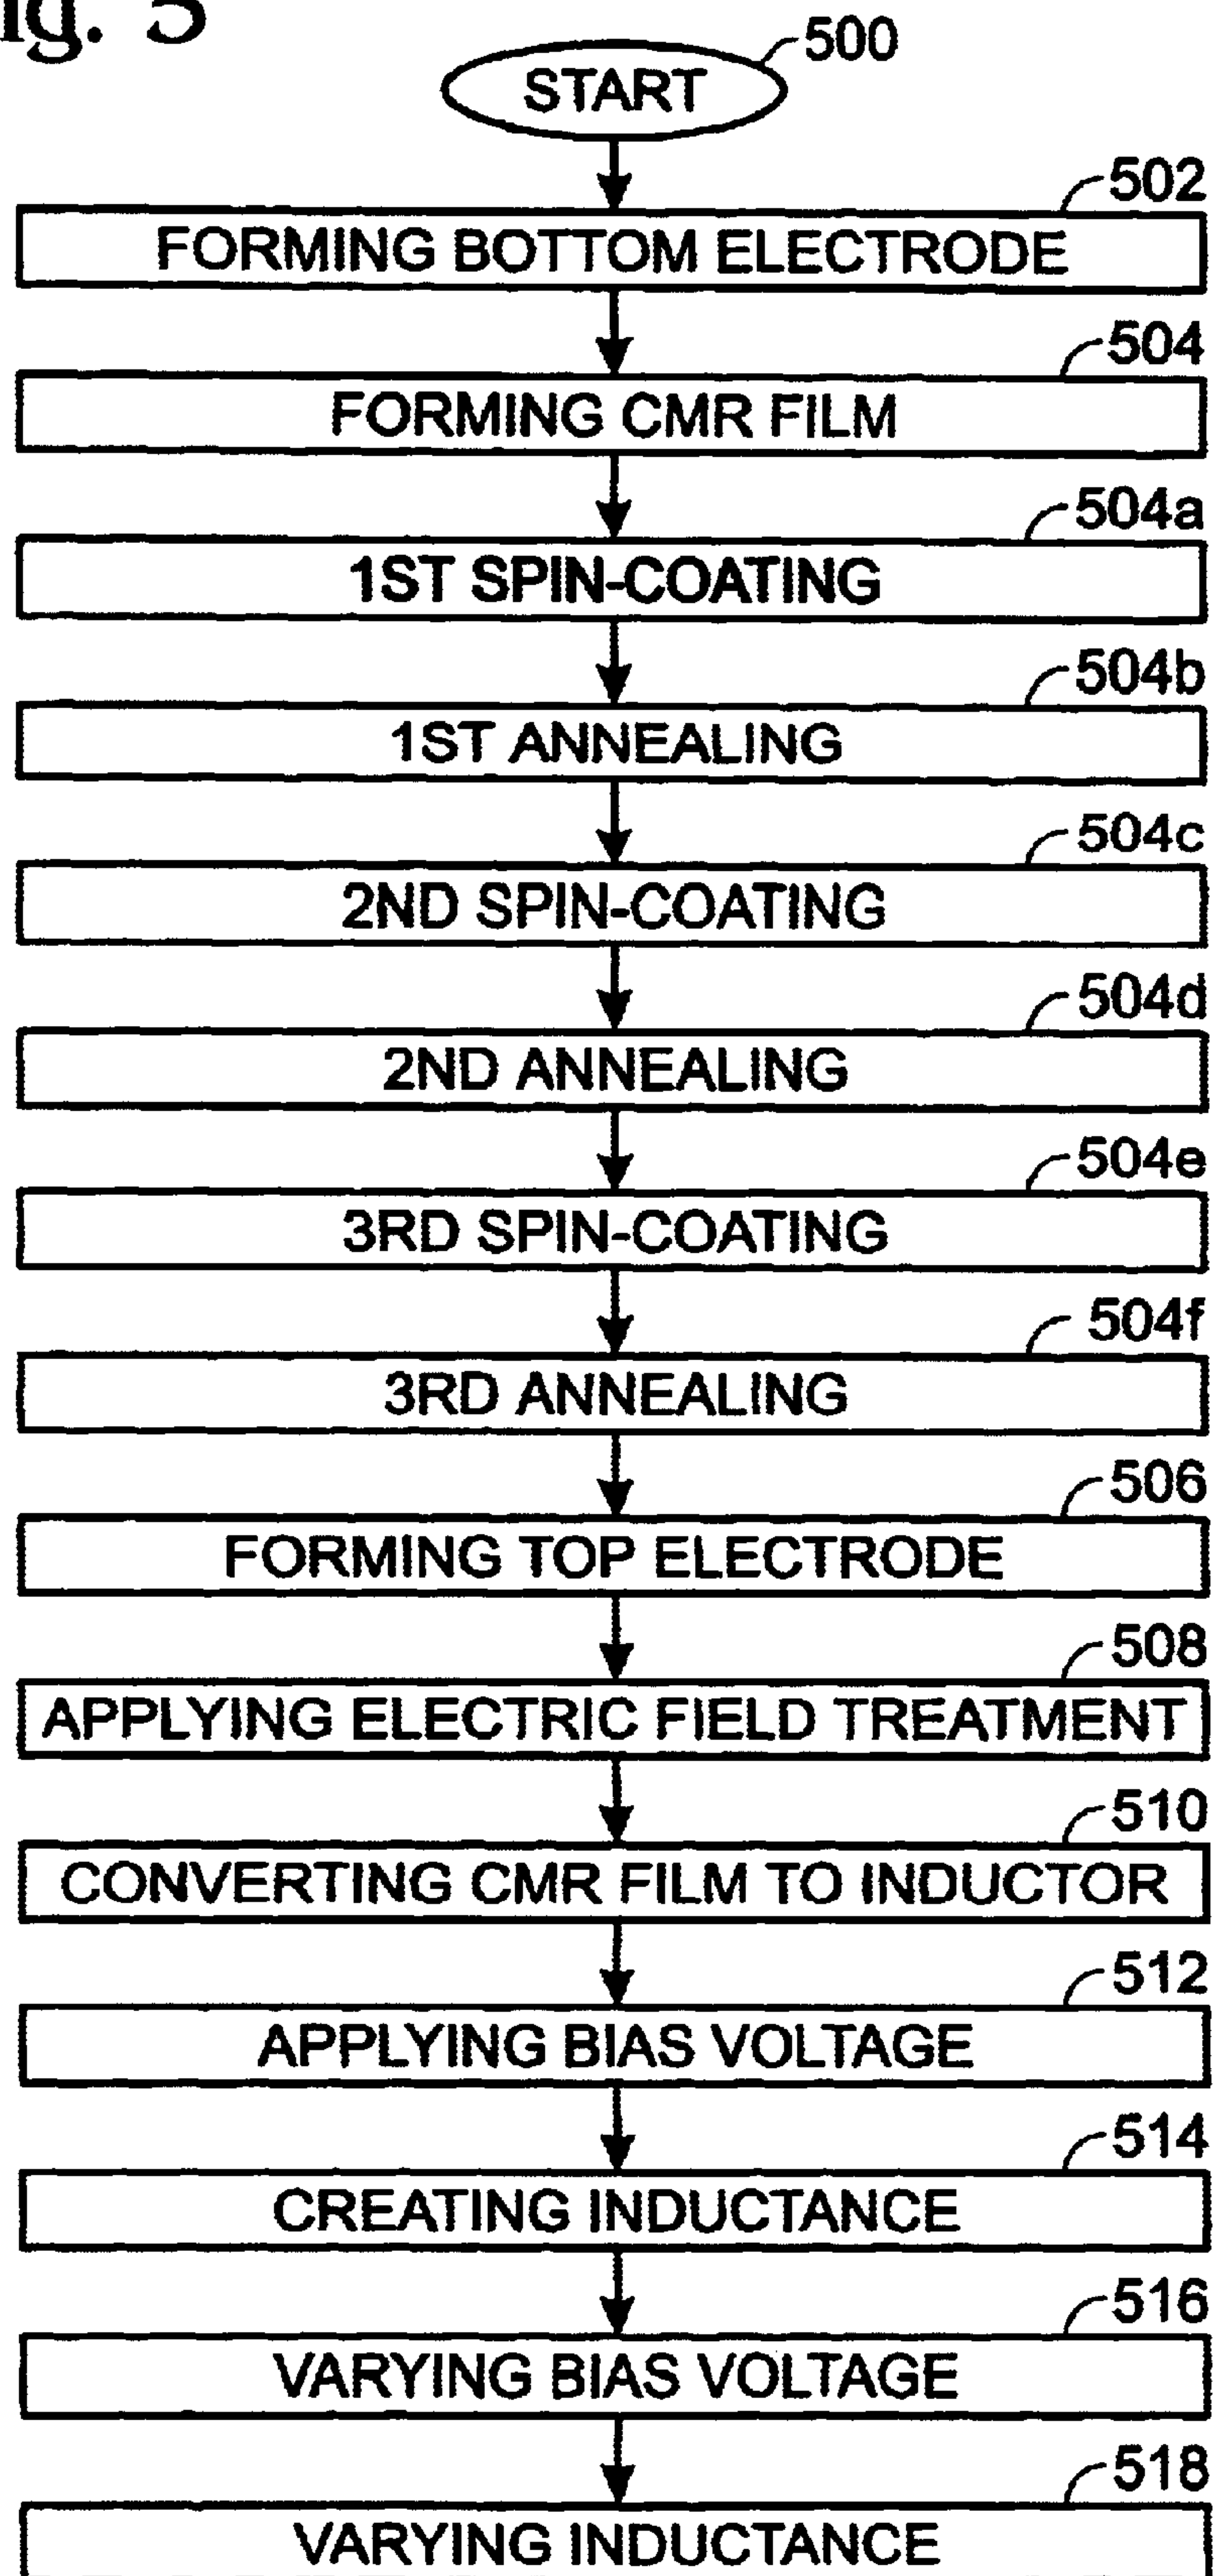 ig. 5
500
START
502
FORMING BOTTOM ELECTRODE
504
FORMING CMR FILM
504a
1ST SPIN-COATING
504b
1ST ANNEALING
504c
2ND SPIN-COATING
504d
2ND ANNEALING
504e
3RD SPIN-COATING
504f
3RD ANNEALING
506
FORMING TOP ELECTRODE
508
APPLYING ELECTRIC FIELD TREATMENT
510
CONVERTING CMR FILM TO INDUCTOR
512
APPLYING BIAS VOLTAGE
514
CREATING INDUCTANCE
516
VARYING BIAS VOLTAGE
518
VARYING INDUCTANCE